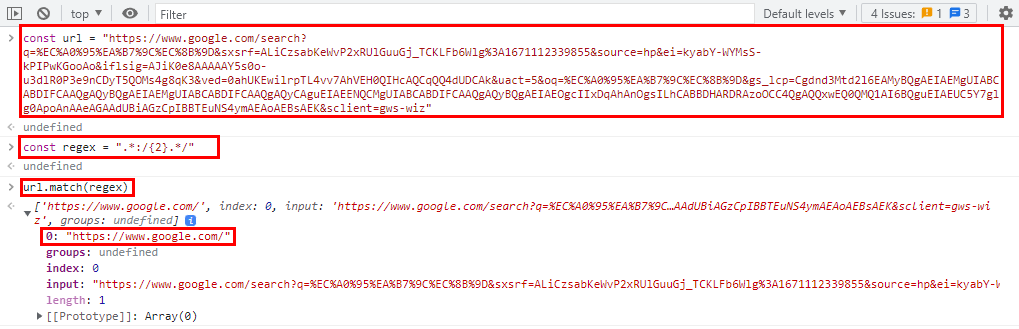 top Filter Default levels 4 Issues: 1 3
const url = "https://www.google.com/search?
q=%EC%A0%95%EA%B7%9C%EC%8B%9D&sxsrf=ALiCzsabKeWvP2xRUlGuuGj_TCKLFb6Wlg%3A1671112339855&source=hp&ei=kyabY-WYMsS-
kPIPwKGooAo&iflsig=AJiK0e8AAAAAY5s0o-
u3dlR0P3e9nCDyT5QOMs4g8qK3&ved=0ahUKEwilrpTL4vv7AhVEH0QIHcAQCqQQ4dUDCAk&uact=5&oq=%EC%A0%95%EA%B7%9C%EC%8B%9D&gs_lcp=Cgdnd3Mtd2l6EAMyBQgAEIAEMgUIABC
ABDIFCAAQgAQyBQgAEIAEMgUIABCABDIFCAAQgAQyCAguEIAEENQCMgUIABCABDIFCAAQgAQyBQgAEIAEOgcIIxDqAhAnOgsILhCABBDHARDRAzoOCC4QgAQQxwEQ0QMQ1AI6BQguEIAEUC5Y7gl
g0ApoAnAAeAGAAdUBiAGzCpIBBTEuNS4ymAEAoAEBsAEK&sclient=gws-wiz"
undefined
const regex = ".*:/{2}.*/"
undefined
url.match(regex)
['https://www.google.com/', index: 0, input: 'https://www.google.com/search?q=%EC%A0%95%EA%B7%9C…AAdUBiAGzCpIBBTEuNS4ymAEAoAEBsAEK&sclient=gws-wi
z', groups: undefined]
0: "https://www.google.com/"
groups: undefined
index: 0
input: "https://www.google.com/search?q=%EC%A0%95%EA%B7%9C%EC%8B%9D&sxsrf=ALiCzsabKeWvP2xRUlGuuGj_TCKLFb6Wlg%3A1671112339855&source=hp&ei=kyabY-W
length: 1
[[Prototype]]: Array(0)